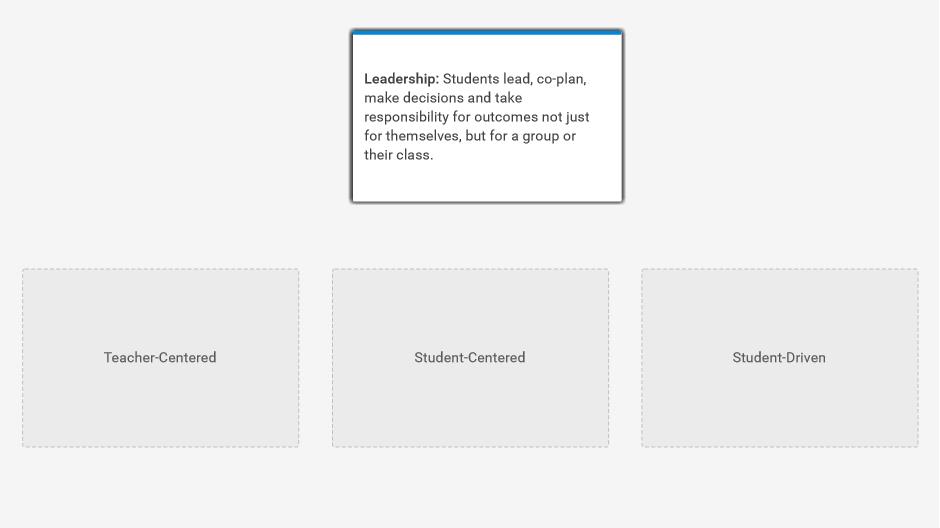 Leadership: Students lead, co-plan,
make decisions and take
responsibility for outcomes not just
for themselves, but for a group or
their class.
Teacher-Centered
Student-Centered
Student-Driven